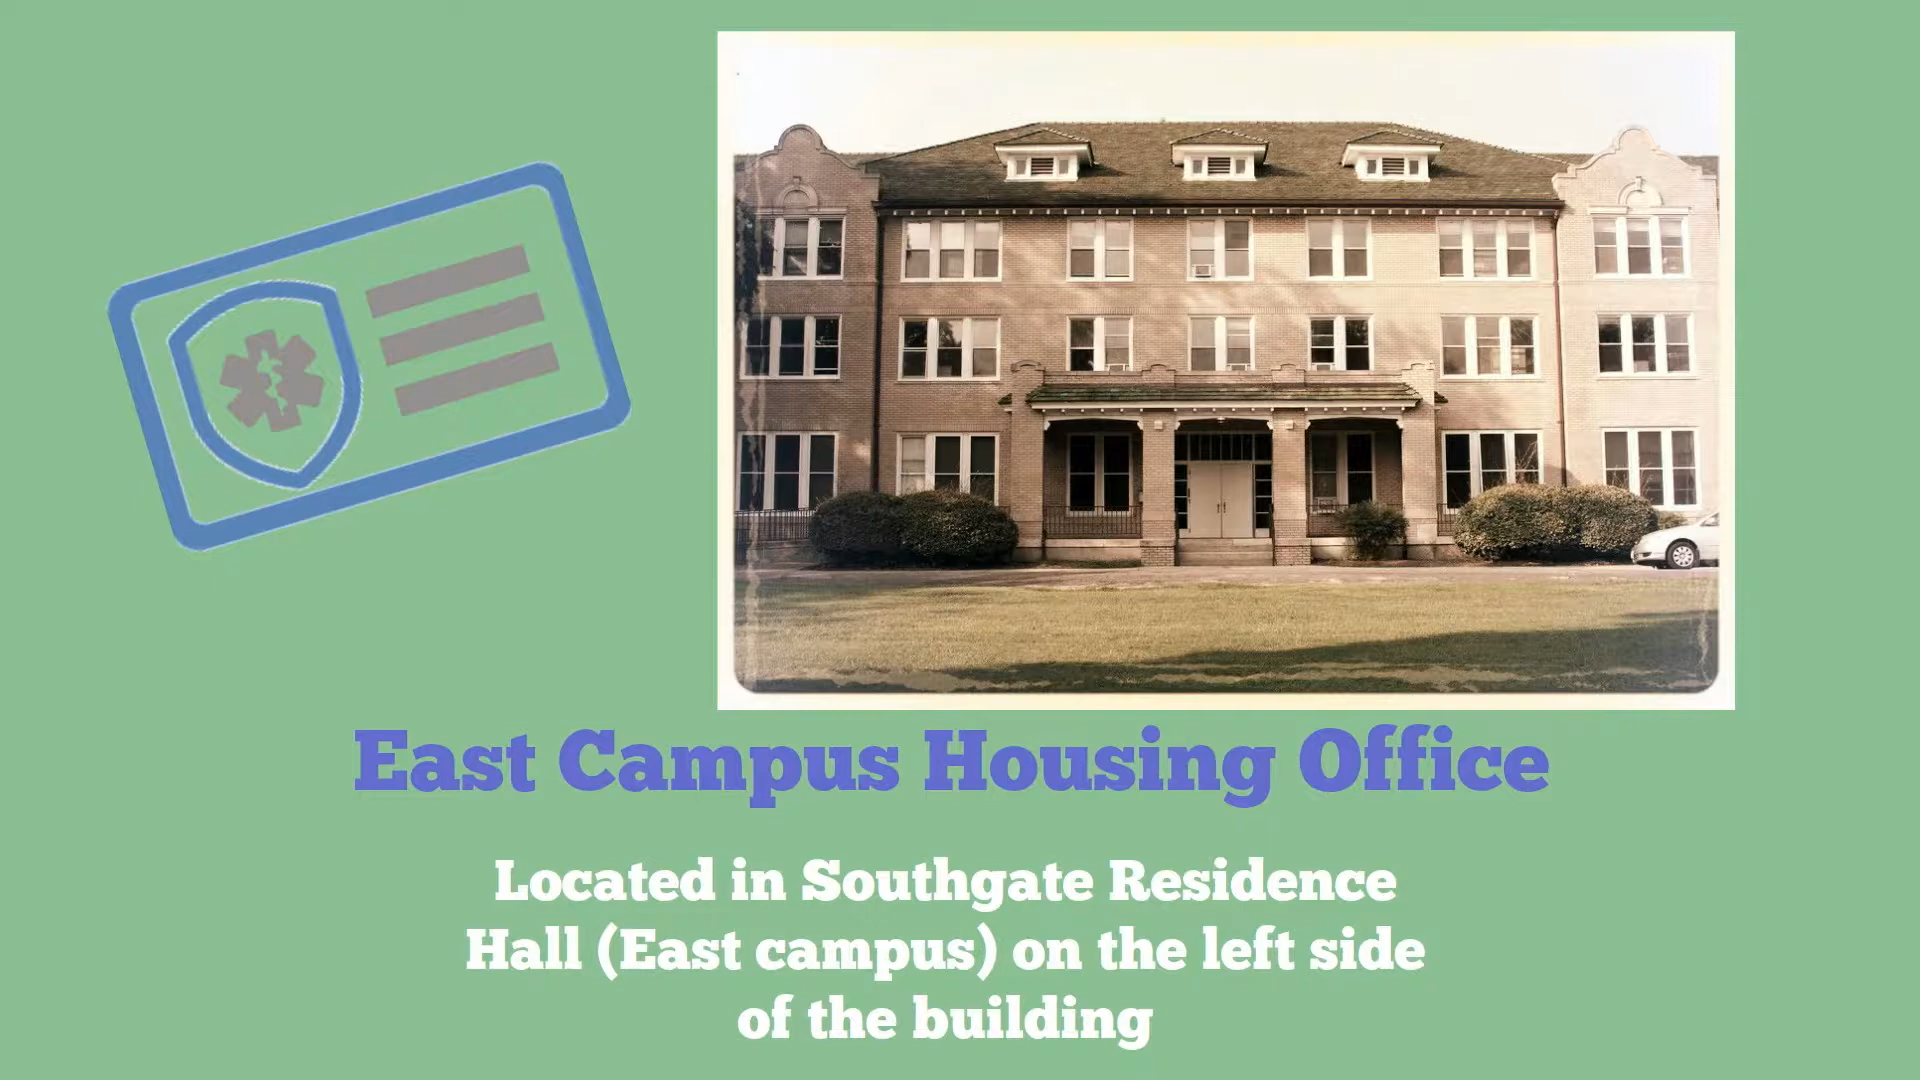 East Campus Housing Office
Located in Southgate Residence
Hall (East campus) on the left side
of the building